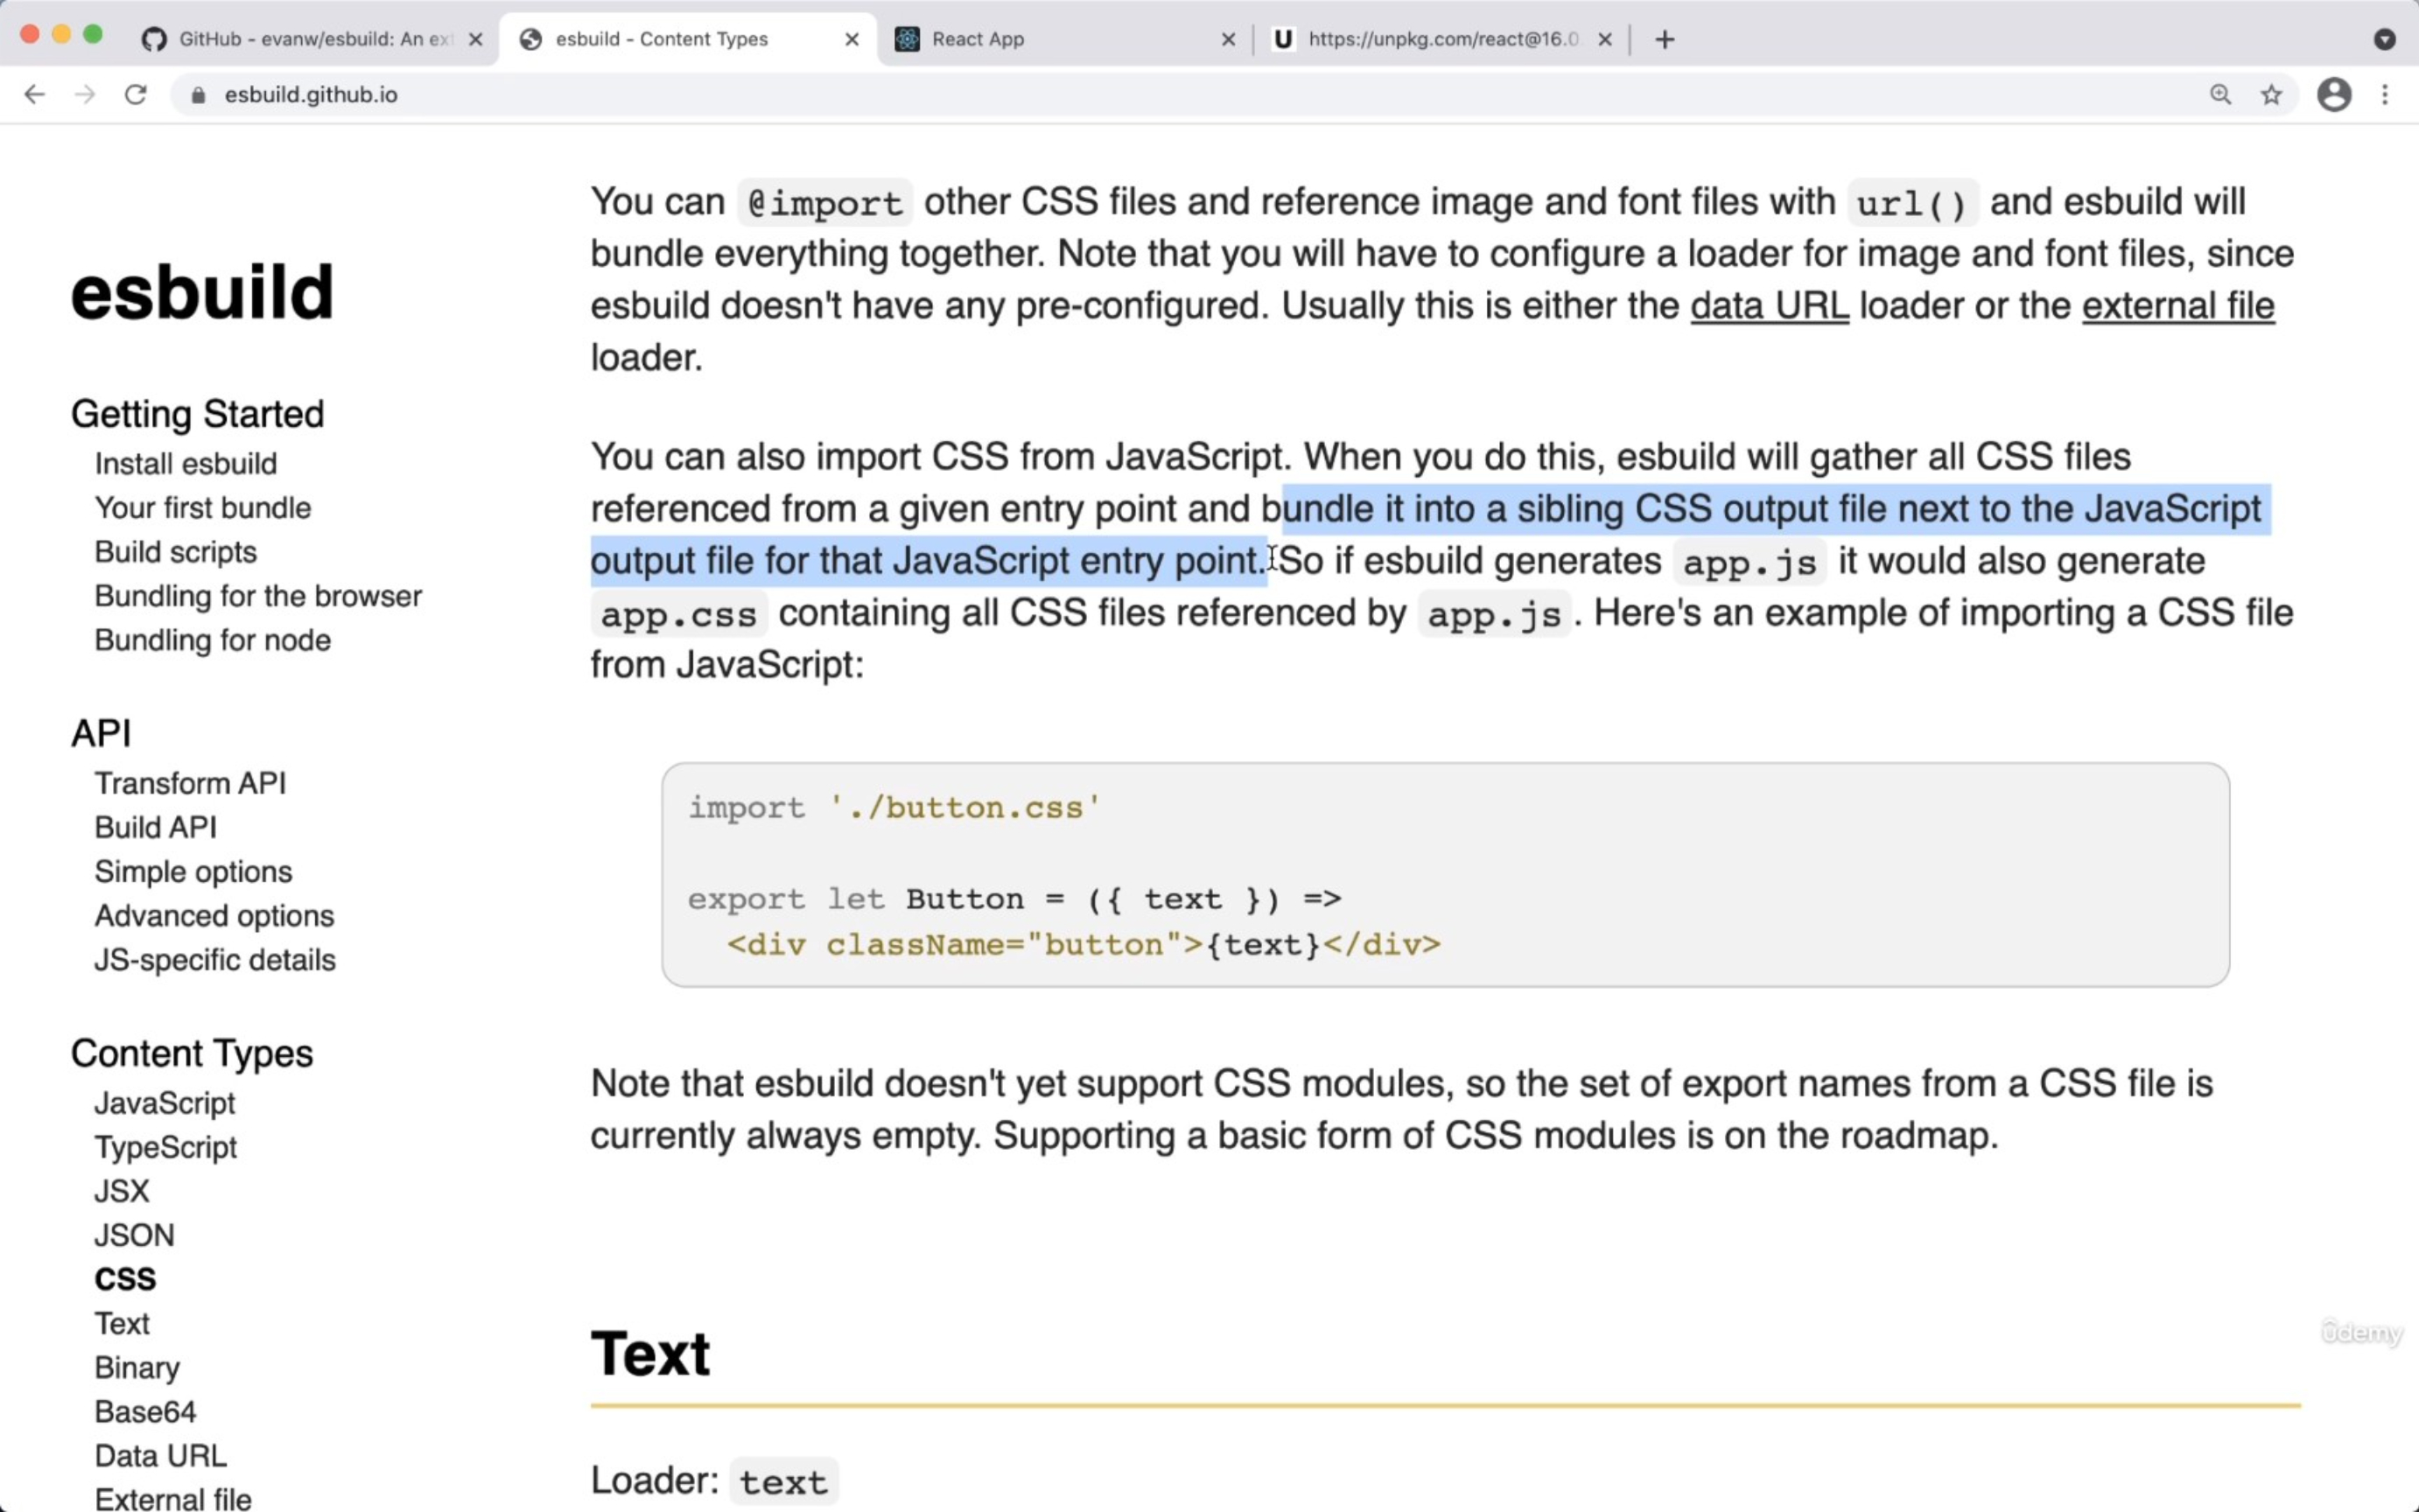 GitHub - evanw/esbuild: An ext
esbuild - Content Types
React App
https://unpkg.com/react@16.0.
esbuild.github.io
esbuild
Getting Started
Install esbuild
Your first bundle
Build scripts
Bundling for the browser
Bundling for node
API
Transform API
Build API
Simple options
Advanced options
JS-specific details
Content Types
JavaScript
TypeScript
JSX
JSON
CSS
Text
Binary
Base64
Data URL
External file
You can @import other CSS files and reference image and font files with url() and esbuild will
bundle everything together. Note that you will have to configure a loader for image and font files, since
esbuild doesn't have any pre-configured. Usually this is either the data URL loader or the external file
loader.
You can also import CSS from JavaScript. When you do this, esbuild will gather all CSS files
referenced from a given entry point and bundle it into a sibling CSS output file next to the JavaScript
output file for that JavaScript entry point. So if esbuild generates app.js it would also generate
app.css containing all CSS files referenced by app.js. Here's an example of importing a CSS file
from JavaScript:
import './button.css'
export let Button = ({ text }) =>
<div className="button">{text}</div>
Note that esbuild doesn't yet support CSS modules, so the set of export names from a CSS file is
currently always empty. Supporting a basic form of CSS modules is on the roadmap.
Text
Loader: text
ûdemy